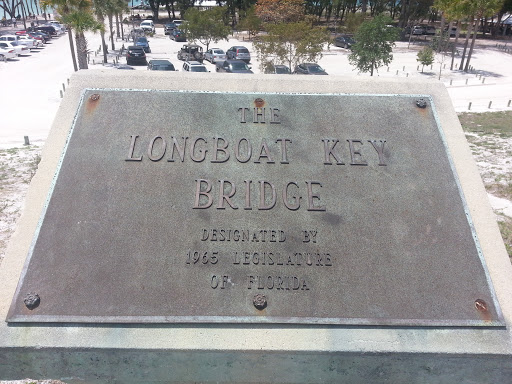 THE
LONGBOAT KEY
BRIDGE
DESIGNATED BY
1965 LEGISLATURE
OF FLORIDA